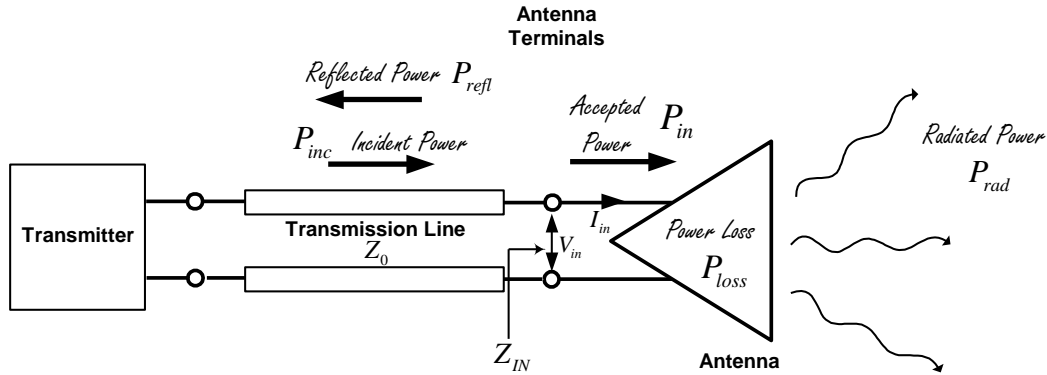 Antenna
Terminals
Reflected Power P_refl
P_inc Incident Power
Accepted
Power
P_in
Radiated Power
P_rad
Transmitter
Transmission Line
Z_0
I_in
V_in
Power Loss
P_loss
Z_IN
Antenna